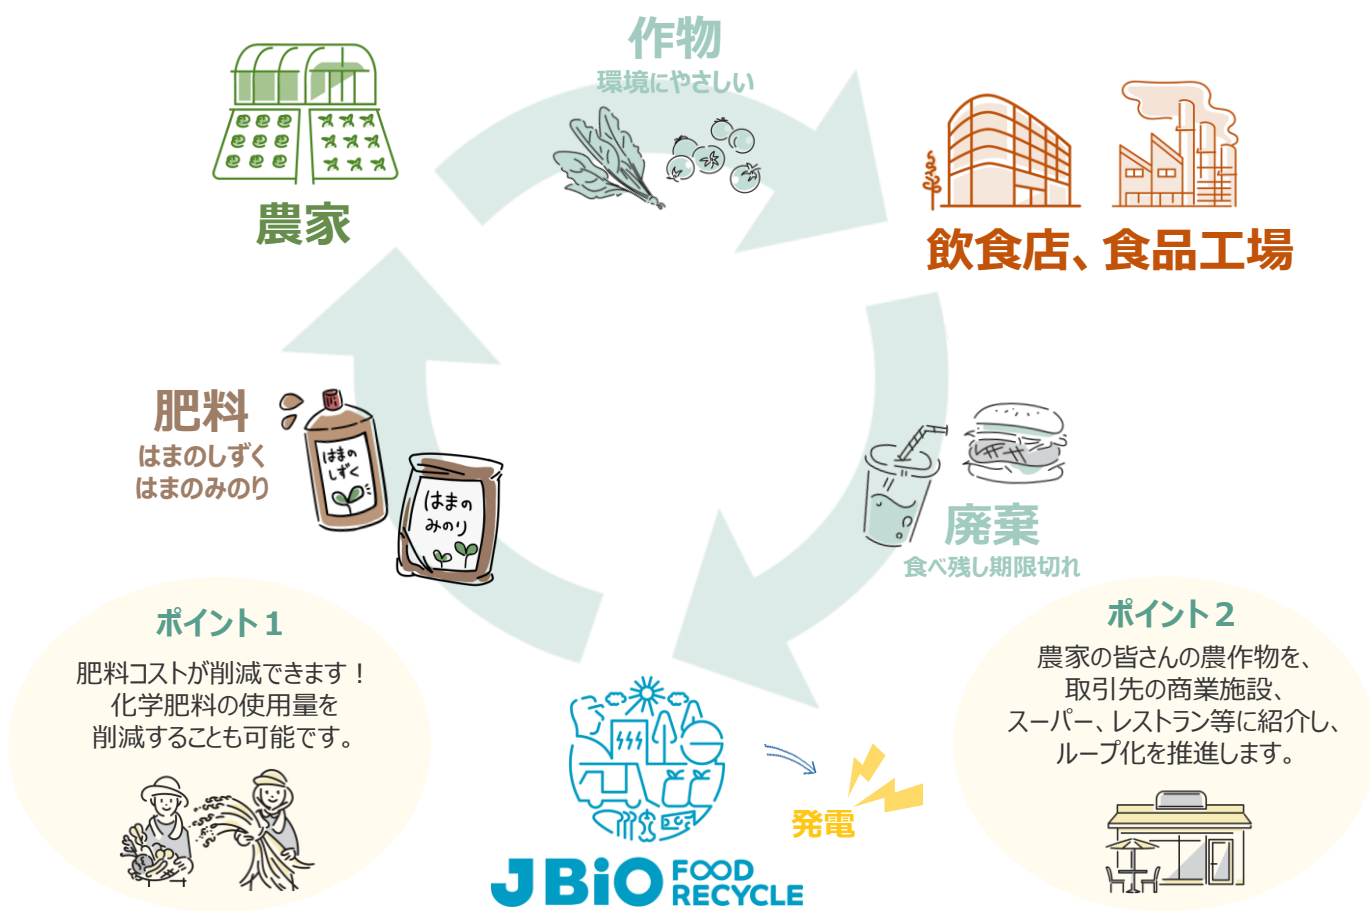 作物
環境にやさしい
農家
飲食店、食品工場
肥料
はまのしずく
はまのみのり
はまの
しずく
はまの
みのり
廃棄
食べ残し期限切れ
ポイント１
肥料コストが削減できます！
化学肥料の使用量を
削減することも可能です。
ポイント２
農家の皆さんの農作物を、
取引先の商業施設、
スーパー、レストラン等に紹介し、
ループ化を推進します。
発電
JBiO FOOD
RECYCLE